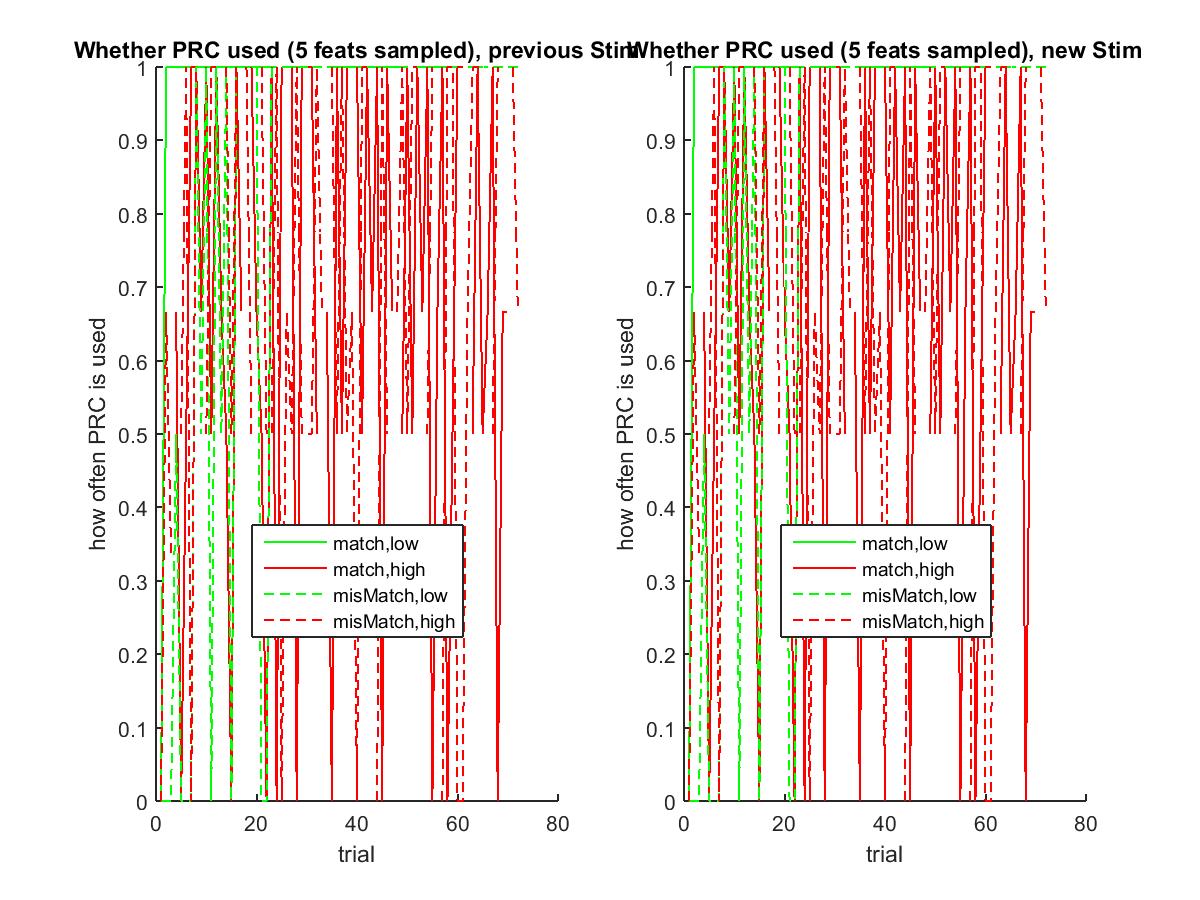 Whether PRC used (5 feats sampled), previous Stim
Whether PRC used (5 feats sampled), new Stim
1
0.9
0.8
0.7
0.6
0.5
0.4
0.3
0.2
0.1
0
how often PRC is used
match,low
match,high
misMatch,low
misMatch,high
0 20 40 60 80
trial
1
0.9
0.8
0.7
0.6
0.5
0.4
0.3
0.2
0.1
0
how often PRC is used
match,low
match,high
misMatch,low
misMatch,high
0 20 40 60 80
trial